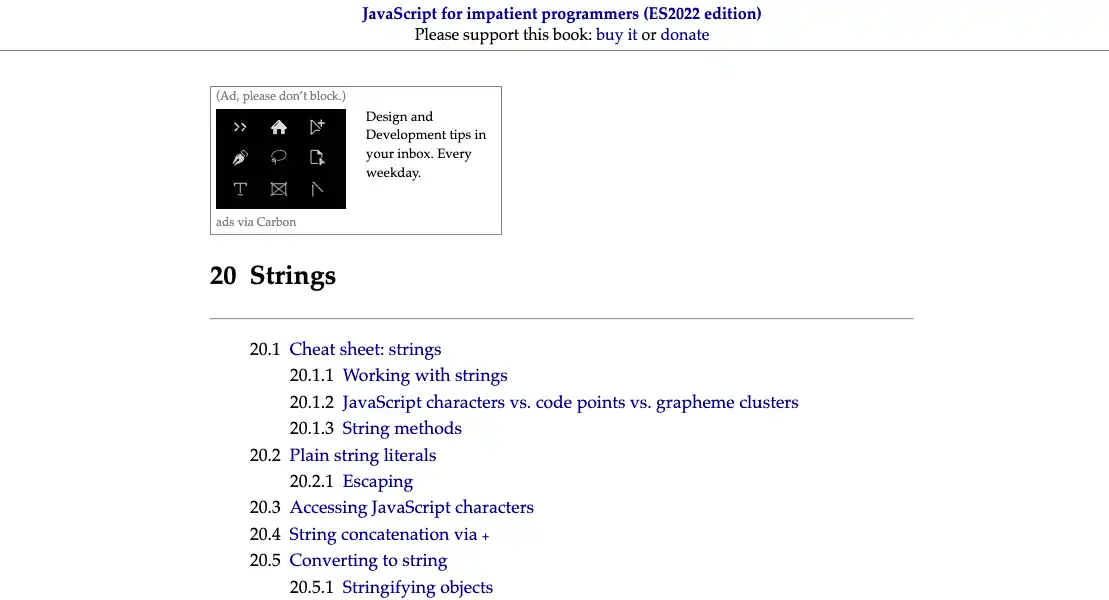 JavaScript for impatient programmers (ES2022 edition)
Please support this book: buy it or donate
(Ad, please don’t block.)
Design and
Development tips in
your inbox. Every
weekday.
ads via Carbon
20 Strings
20.1 Cheat sheet: strings
20.1.1 Working with strings
20.1.2 JavaScript characters vs. code points vs. grapheme clusters
20.1.3 String methods
20.2 Plain string literals
20.2.1 Escaping
20.3 Accessing JavaScript characters
20.4 String concatenation via +
20.5 Converting to string
20.5.1 Stringifying objects